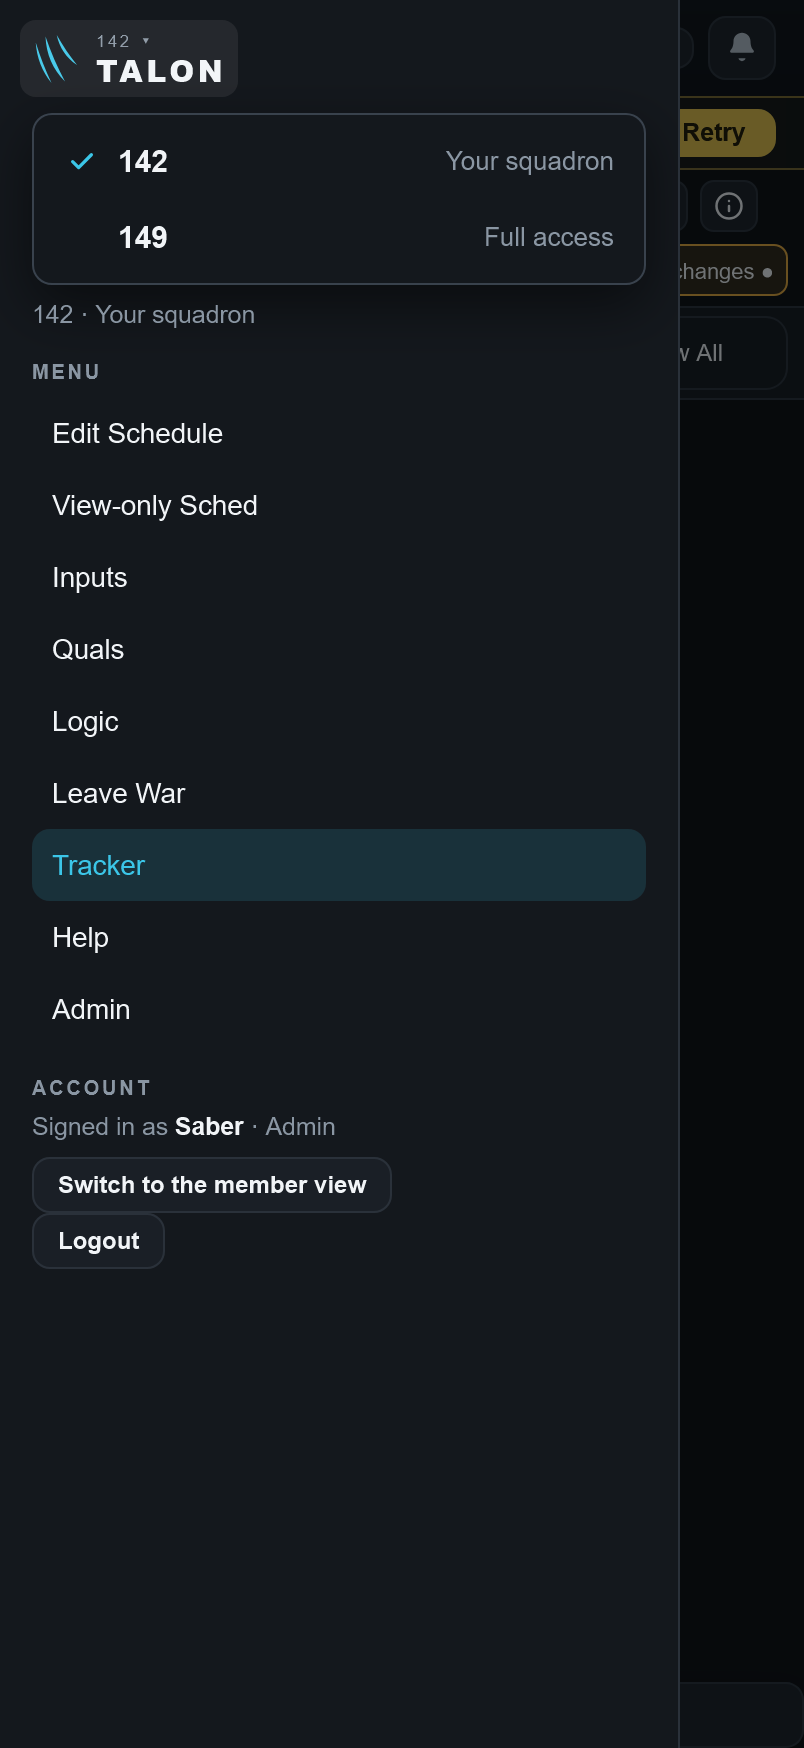 142 ▾
TALON
Retry
✓ 142 Your squadron
149 Full access
changes ●
142 · Your squadron
w All
MENU
Edit Schedule
View-only Sched
Inputs
Quals
Logic
Leave War
Tracker
Help
Admin
ACCOUNT
Signed in as Saber · Admin
Switch to the member view
Logout